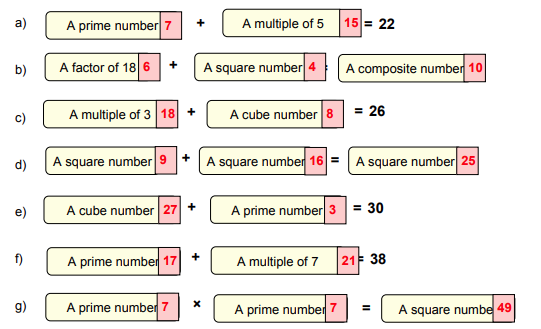 a) A prime number 7 + A multiple of 5 15 = 22
b) A factor of 18 6 + A square number 4 : A composite number 10
c) A multiple of 3 18 + A cube number 8 = 26
d) A square number 9 + A square number 16 = A square number 25
e) A cube number 27 + A prime number 3 = 30
f) A prime number 17 + A multiple of 7 21 = 38
g) A prime number 7 × A prime number 7 = A square numbe 49